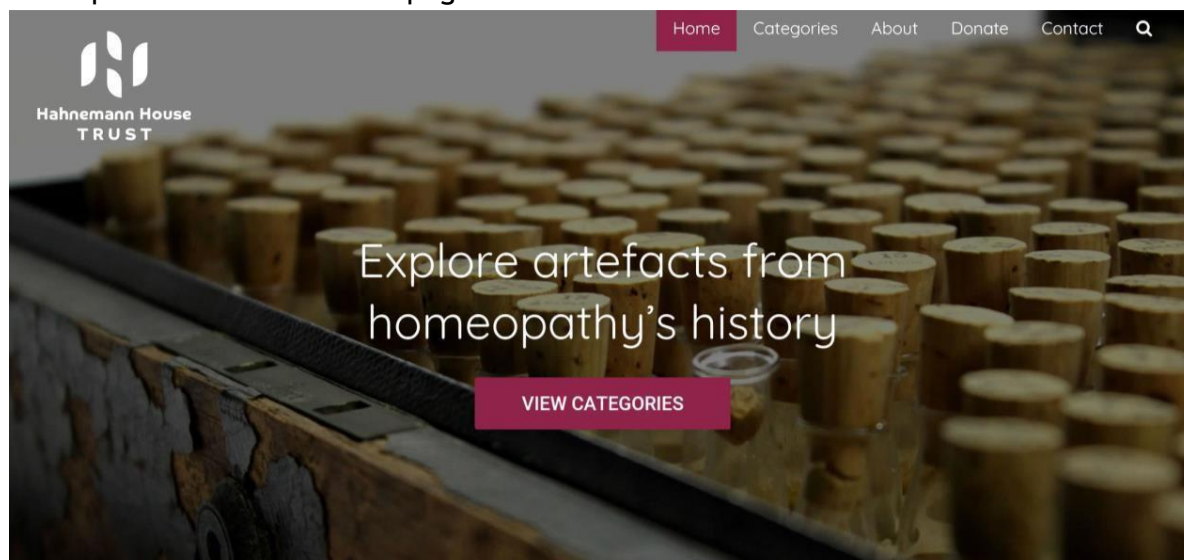 Home Categories About Donate Contact
Hahnemann House
TRUST
Explore artefacts from
homeopathy's history
VIEW CATEGORIES